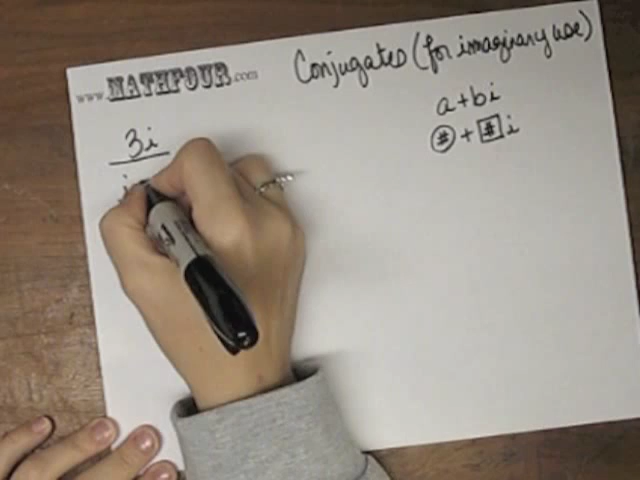 www.MATHFOUR.com
Conjugates (for imaginary use)
a+bi
# + # i
3i
i